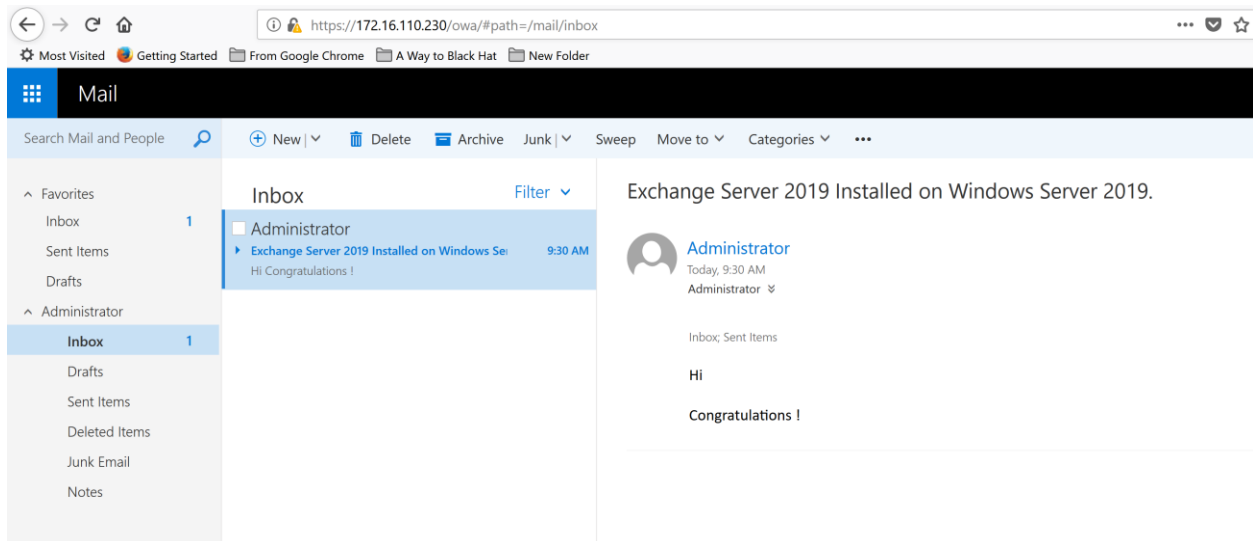 https://172.16.110.230/owa/#path=/mail/inbox
Most Visited Getting Started From Google Chrome A Way to Black Hat New Folder
Mail
Search Mail and People
New Delete Archive Junk Sweep Move to Categories
Favorites
Inbox 1
Sent Items
Drafts
Administrator
Inbox 1
Drafts
Sent Items
Deleted Items
Junk Email
Notes
Inbox Filter
Administrator
Exchange Server 2019 Installed on Windows Se 9:30 AM
Hi Congratulations !
Exchange Server 2019 Installed on Windows Server 2019.
Administrator
Today, 9:30 AM
Administrator
Inbox; Sent Items
Hi
Congratulations !